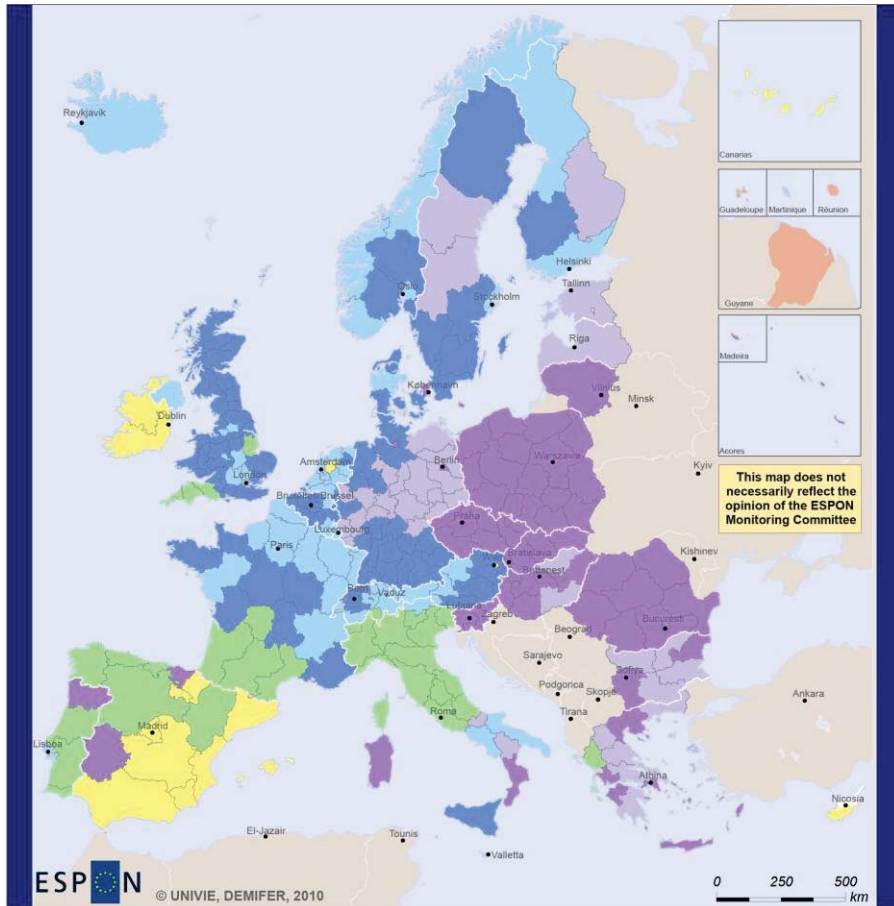 Reykjavik
Canarias
Guadeloupe
Martinique
Réunion
Guyane
Madeira
Acores
This map does not
necessarily reflect the
opinion of the ESPON
Monitoring Committee
Helsinki
Oslo
Tallinn
Stockholm
Riga
København
Vilnius
Minsk
Dublin
Amsterdam
Berlin
Warszawa
London
Kyiv
Bruxelles/Brussel
Praha
Luxembourg
Paris
Bratislava
Kishinev
Budapest
Bern
Vaduz
Ljubljana
Zagreb
Bucuresti
Beograd
Sarajevo
Sofiya
Podgorica
Skopje
Roma
Ankara
Tirana
Madrid
Lisboa
Athina
Nicosia
El-Jazair
Tounis
Valletta
ESPON
© UNIVIE, DEMIFER, 2010
0 250 500
km